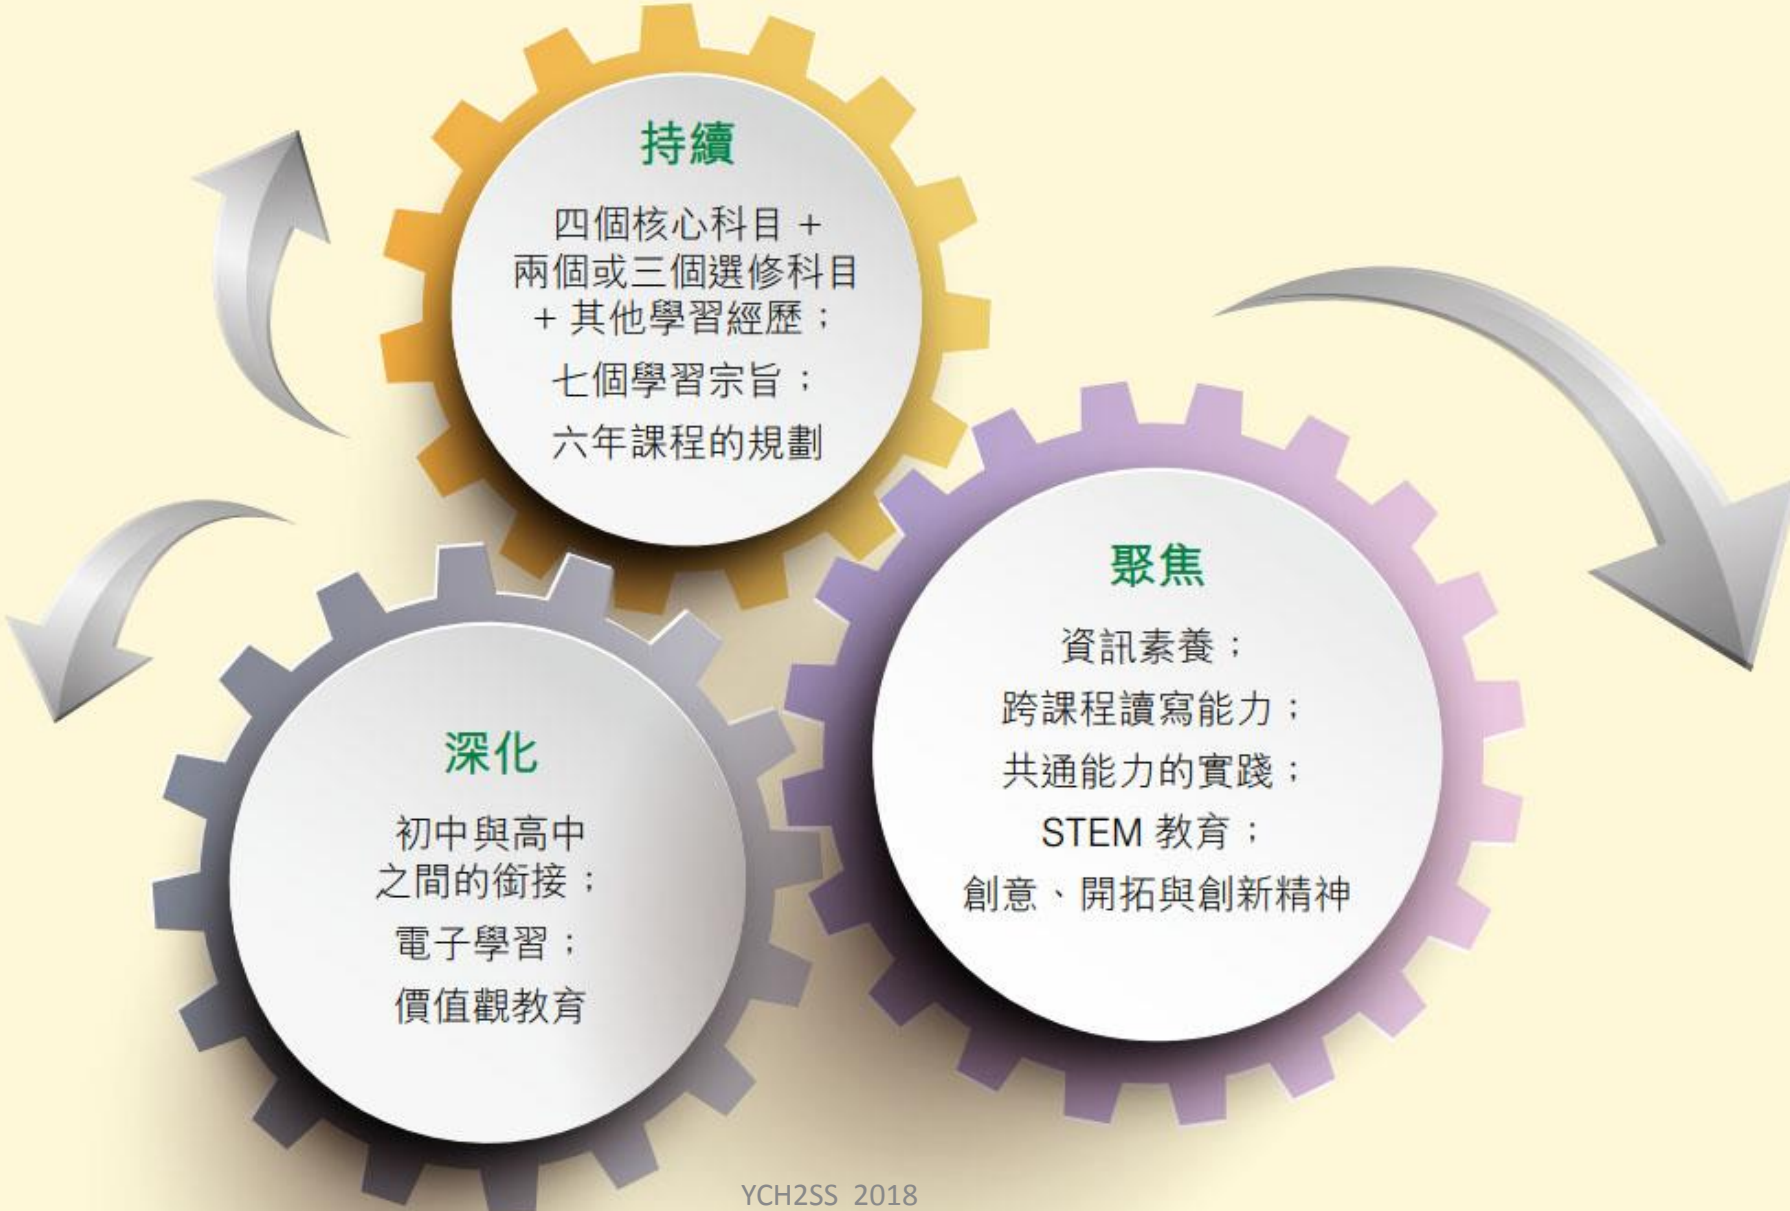 持續
四個核心科目 +
兩個或三個選修科目
+ 其他學習經歷；
七個學習宗旨；
六年課程的規劃
聚焦
資訊素養；
跨課程讀寫能力；
共通能力的實踐；
STEM 教育；
創意、開拓與創新精神
深化
初中與高中
之間的銜接；
電子學習；
價值觀教育
YCH2SS 2018